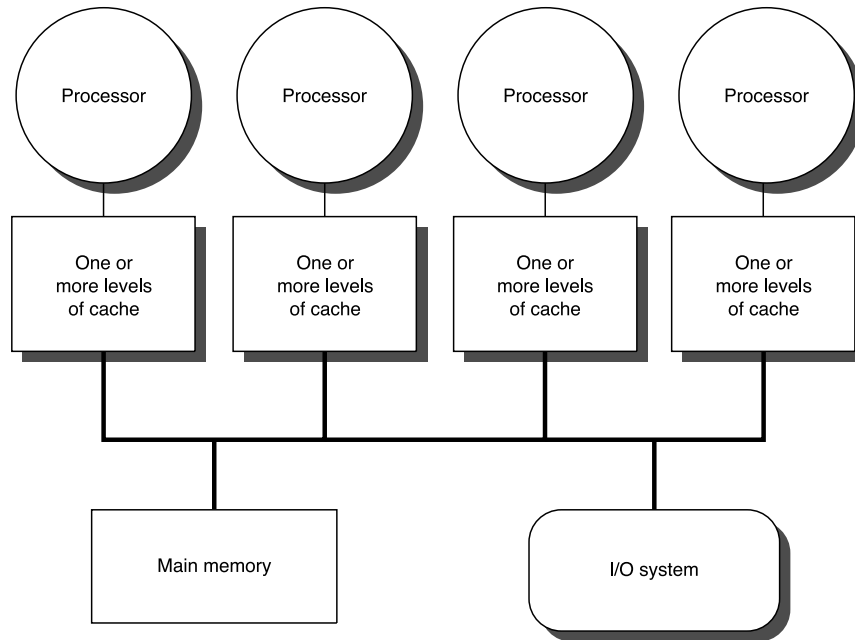 Processor
Processor
Processor
Processor
One or
more levels
of cache
One or
more levels
of cache
One or
more levels
of cache
One or
more levels
of cache
Main memory
I/O system